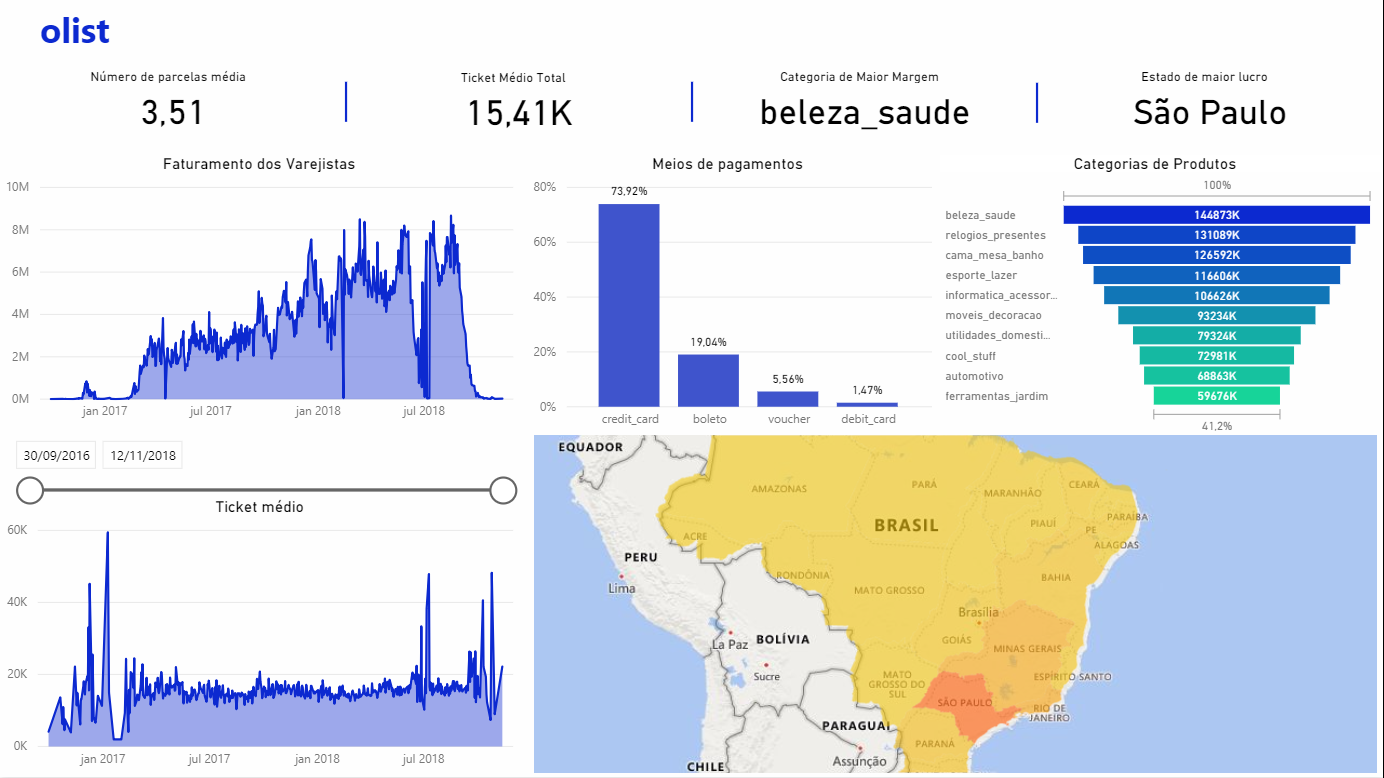 olist
Número de parcelas média
3,51
Ticket Médio Total
15,41K
Categoria de Maior Margem
beleza_saude
Estado de maior lucro
São Paulo
Faturamento dos Varejistas
10M
8M
6M
4M
2M
0M
jan 2017
jul 2017
jan 2018
jul 2018
Meios de pagamentos
80%
60%
40%
20%
0%
73,92%
19,04%
5,56%
1,47%
credit_card
boleto
voucher
debit_card
Categorias de Produtos
100%
beleza_saude 144873K
relogios_presentes 131089K
cama_mesa_banho 126592K
esporte_lazer 116606K
informatica_acessor... 106626K
moveis_decoracao 93234K
utilidades_domesti... 79324K
cool_stuff 72981K
automotivo 68863K
ferramentas_jardim 59676K
41,2%
30/09/2016
12/11/2018
Ticket médio
60K
40K
20K
0K
jan 2017
jul 2017
jan 2018
jul 2018
EQUADOR
AMAZONAS
PARÁ
MARANHÃO
CEARÁ
PARAÍBA
PIAUÍ
PE
ALAGOAS
ACRE
BRASIL
PERU
Lima
RONDÔNIA
MATO GROSSO
BAHIA
Brasília
La Paz
BOLÍVIA
Sucre
GOIÁS
MINAS GERAIS
MATO
GROSSO DO
SUL
ESPÍRITO SANTO
SÃO PAULO
RIO DE
JANEIRO
PARAGUAI
Assunção
PARANÁ
CHILE